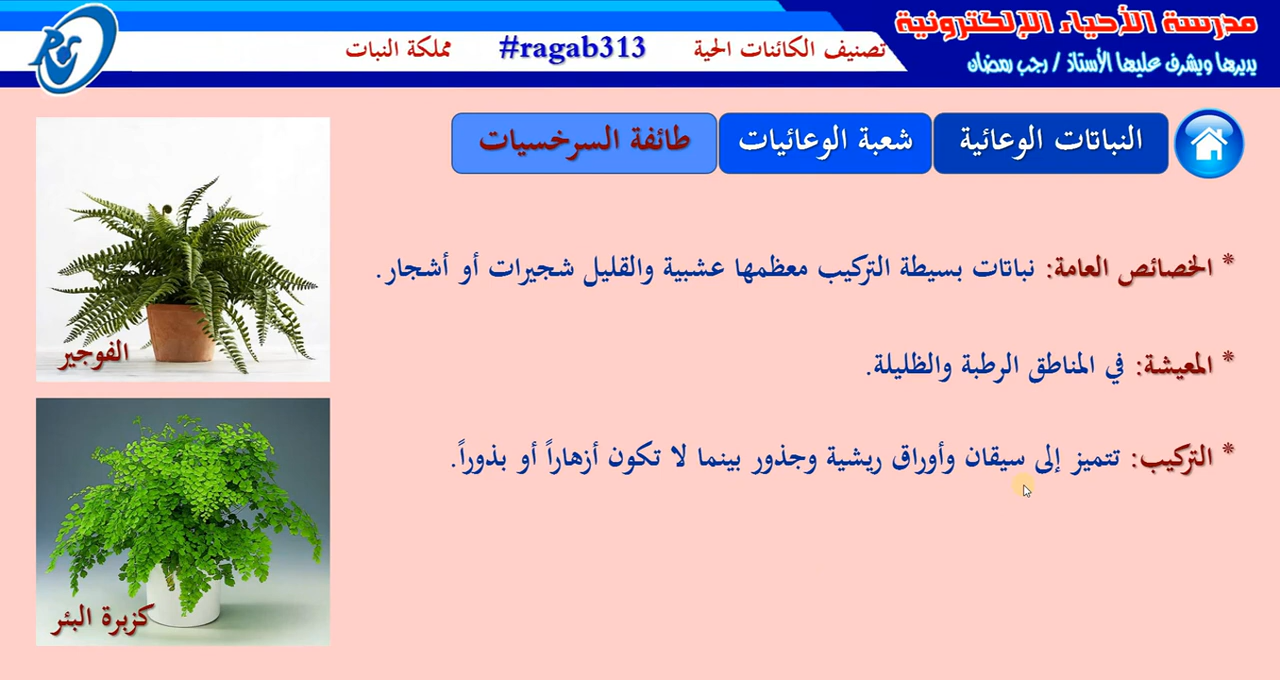 مدرسة الأحياء الإلكترونية
يديرها ويشرف عليها الأستاذ / رجب رمضان
تصنيف الكائنات الحية #ragab313 مملكة النبات
النباتات الوعائية
شعبة الوعائيات
طائفة السرخسيات
* الخصائص العامة: نباتات بسيطة التركيب معظمها عشبية والقليل شجيرات أو أشجار.
* المعيشة: في المناطق الرطبة والظليلة.
* التركيب: تتميز إلى سيقان وأوراق ريشية وجذور بينما لا تكون أزهاراً أو بذوراً.
الفوجير
كزبرة البئر